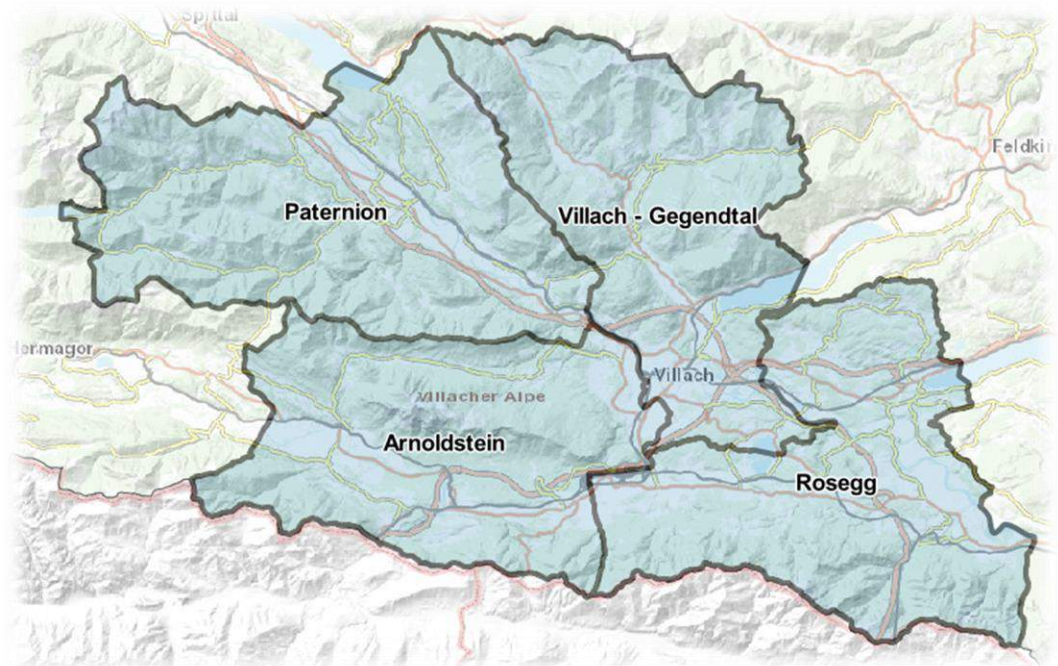 Spittal
Feldkir
Paternion
Villach - Gegendtal
Hermagor
Villach
Villacher Alpe
Arnoldstein
Rosegg